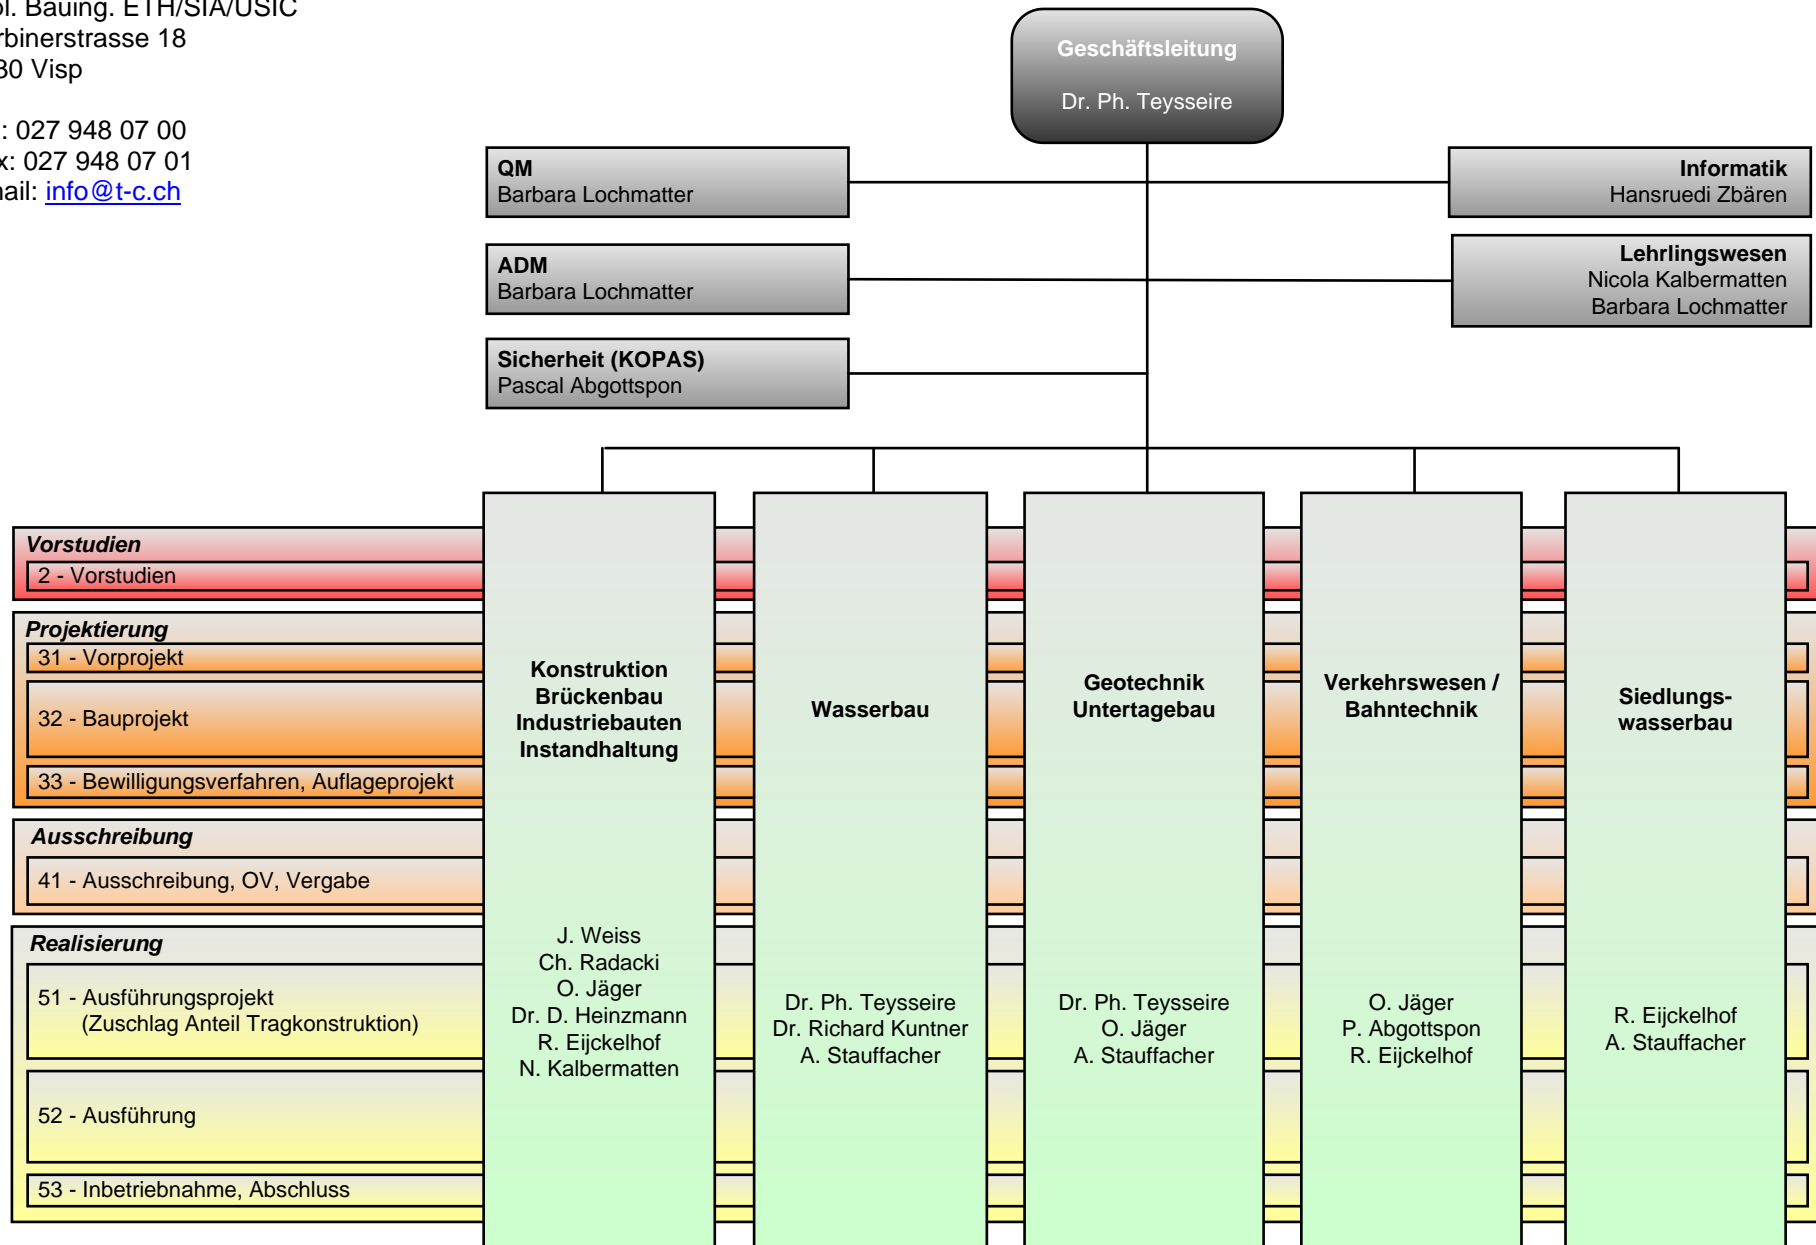 ol. Bauing. ETH/SIA/USIC
rbinerstrasse 18
30 Visp
: 027 948 07 00
x: 027 948 07 01
nail: info@t-c.ch
Geschäftsleitung
Dr. Ph. Teysseire
QM
Barbara Lochmatter
Informatik
Hansruedi Zbären
ADM
Barbara Lochmatter
Lehrlingswesen
Nicola Kalbermatten
Barbara Lochmatter
Sicherheit (KOPAS)
Pascal Abgottspon
Vorstudien
2 - Vorstudien
Projektierung
31 - Vorprojekt
32 - Bauprojekt
33 - Bewilligungsverfahren, Auflageprojekt
Ausschreibung
41 - Ausschreibung, OV, Vergabe
Realisierung
51 - Ausführungsprojekt
(Zuschlag Anteil Tragkonstruktion)
52 - Ausführung
53 - Inbetriebnahme, Abschluss
Konstruktion
Brückenbau
Industriebauten
Instandhaltung
J. Weiss
Ch. Radacki
O. Jäger
Dr. D. Heinzmann
R. Eijckelhof
N. Kalbermatten
Wasserbau
Dr. Ph. Teysseire
Dr. Richard Kuntner
A. Stauffacher
Geotechnik
Untertagebau
Dr. Ph. Teysseire
O. Jäger
A. Stauffacher
Verkehrswesen /
Bahntechnik
O. Jäger
P. Abgottspon
R. Eijckelhof
Siedlungs-
wasserbau
R. Eijckelhof
A. Stauffacher